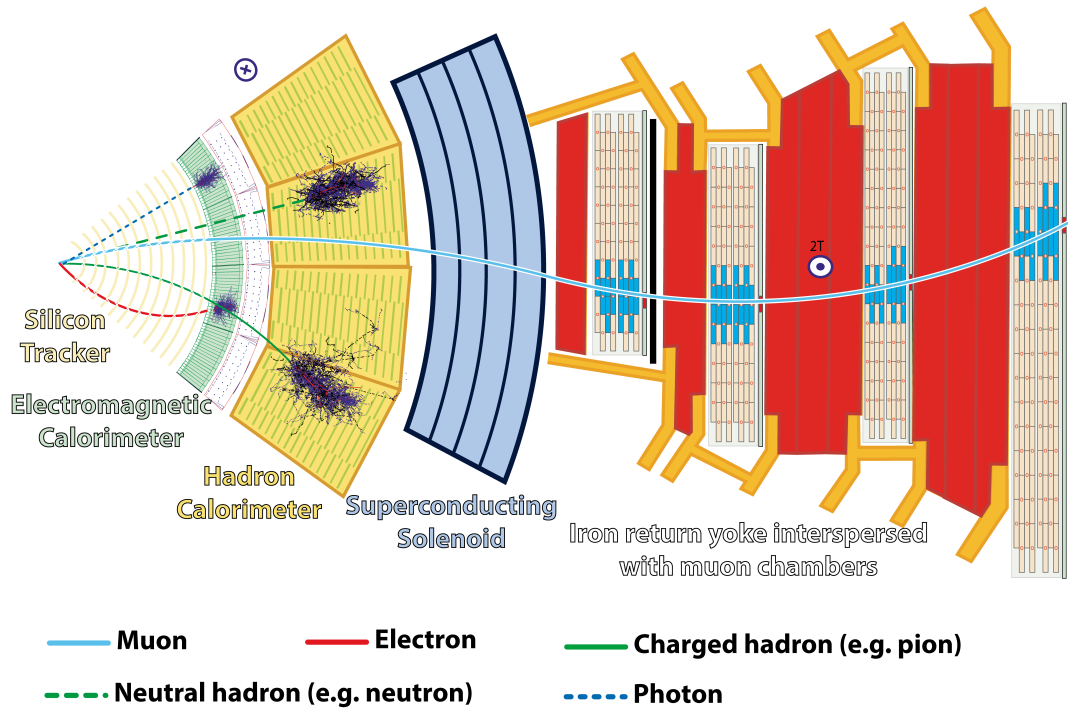 2T
Silicon
Tracker
Electromagnetic
Calorimeter
Hadron
Calorimeter
Superconducting
Solenoid
Iron return yoke interspersed
with muon chambers
Muon
Electron
Charged hadron (e.g. pion)
Neutral hadron (e.g. neutron)
Photon